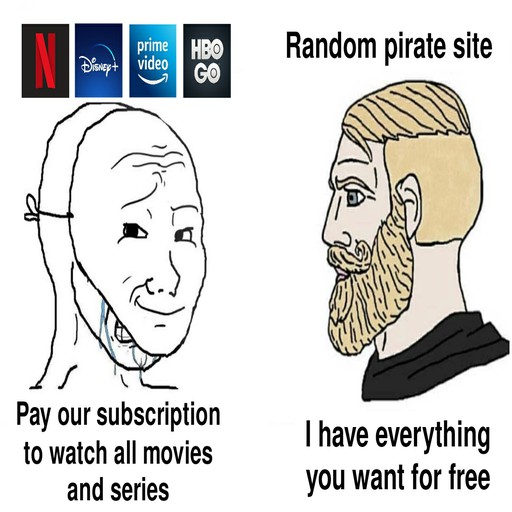 N
Disney+
prime
video
HBO
GO
Random pirate site
Pay our subscription
to watch all movies
and series
I have everything
you want for free